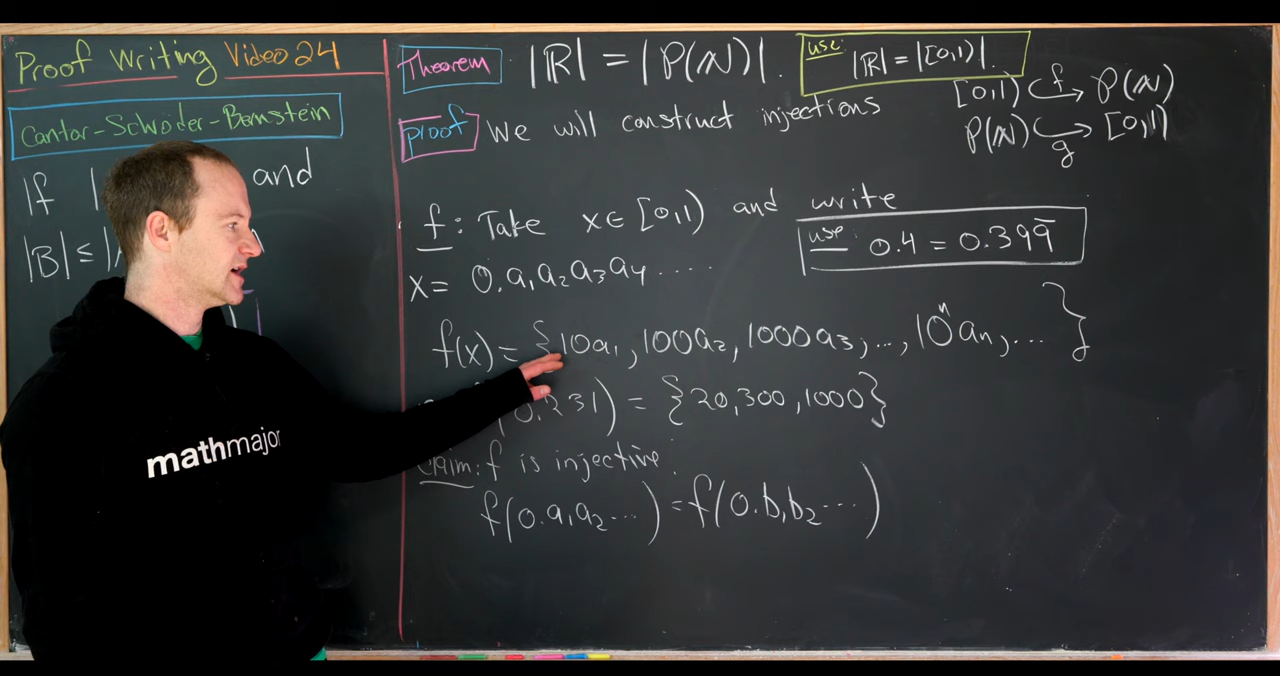 Proof Writing Video 24
Cantor-Schröder-Bernstein
If | and
|B| ≤ |
Theorem |ℝ| = |P(ℕ)|.
use: |ℝ| = |[0,1)|.
proof We will construct injections
[0,1) ↪ f P(ℕ)
P(ℕ) ↪ g [0,1)
f: Take x ∈ [0,1) and write
use: 0.4 = 0.399̅
x = 0.a₁a₂a₃a₄ ....
f(x) = {10a₁, 100a₂, 1000a₃, ..., 10ⁿaₙ, ... }
0.231) = {20, 300, 1000}
Claim: f is injective.
f(0.a₁a₂...) = f(0.b₁b₂...)
mathmajor